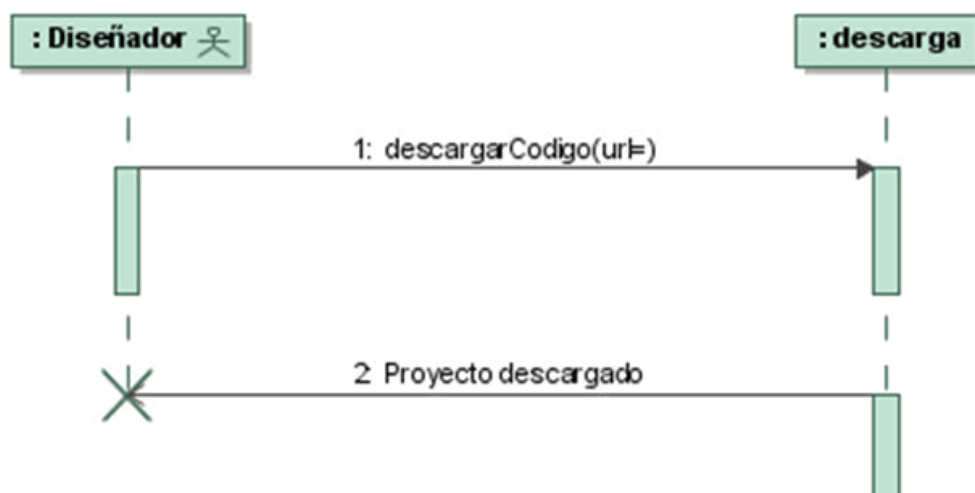 : Diseñador
: descarga
1: descargarCodigo(url=)
2: Proyecto descargado